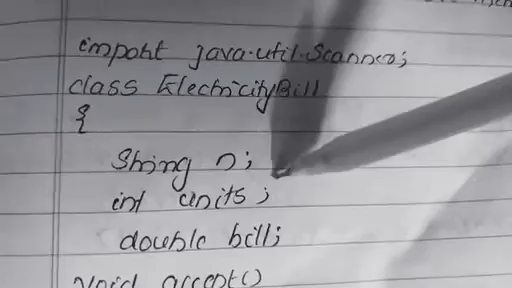 import java.util.Scanner;
class ElectricityBill
{
String n;
int units;
double bill;
void accept()